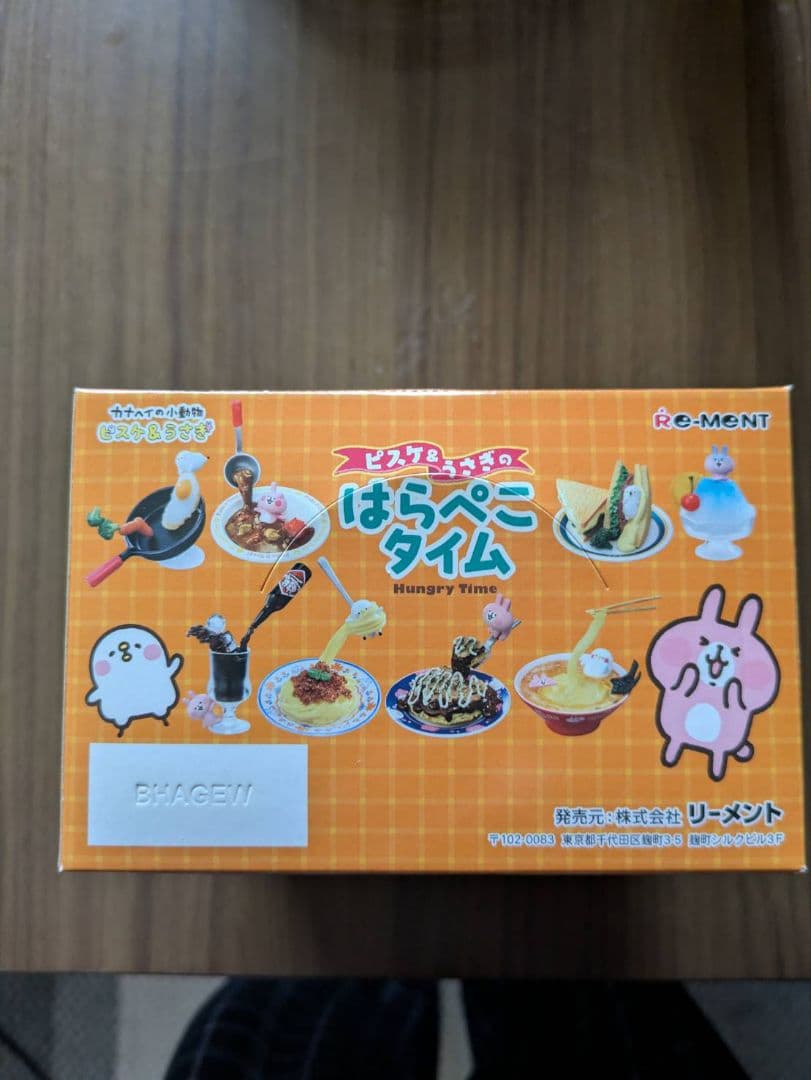 カナヘイの小動物
ピスケ&うさぎ
Re-MENT
ピスケ&うさぎの
はらぺこ
タイム
Hungry Time
BHAGEW
発売元:株式会社 リーメント
〒102-0083 東京都千代田区麹町3-5 麹町シルクビル3F